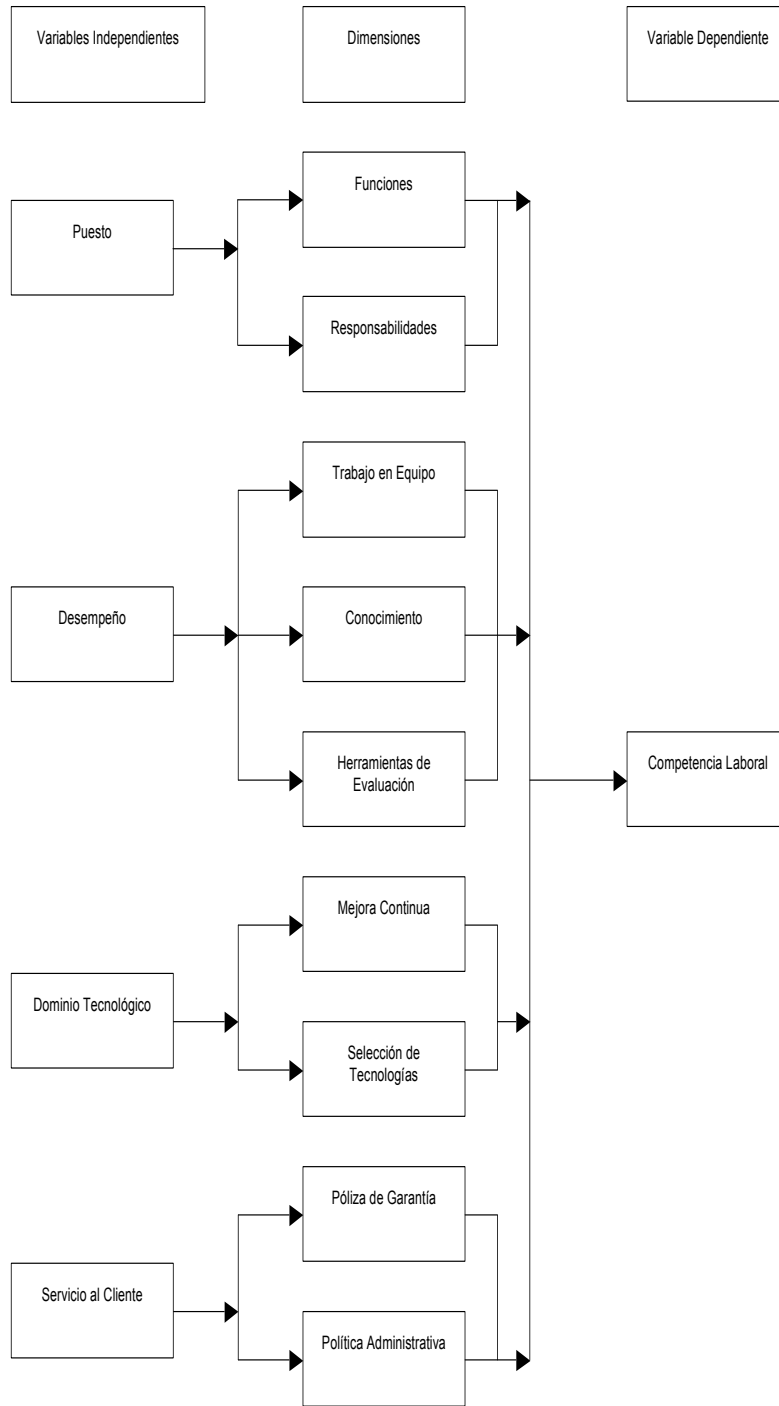 Variables Independientes
Dimensiones
Variable Dependiente
Funciones
Puesto
Responsabilidades
Trabajo en Equipo
Desempeño
Conocimiento
Herramientas de
Evaluación
Competencia Laboral
Mejora Continua
Dominio Tecnológico
Selección de
Tecnologías
Póliza de Garantía
Servicio al Cliente
Política Administrativa